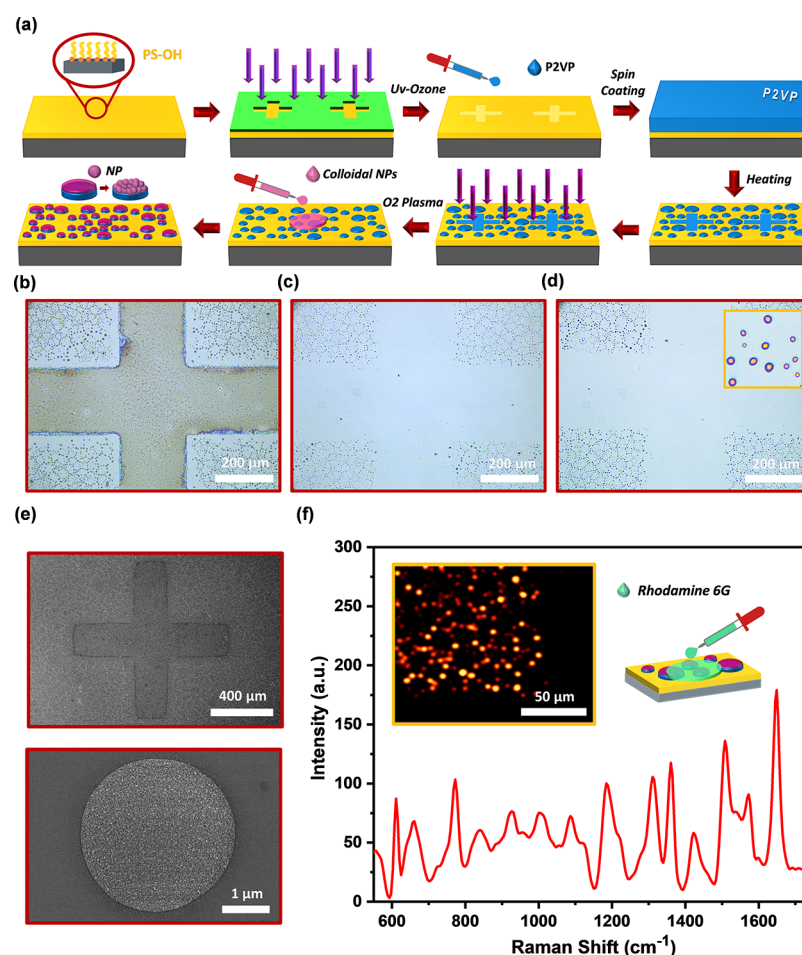 (a)
PS-OH
Uv-Ozone
P2VP
Spin
Coating
P2VP
NP
Colloidal NPs
O2 Plasma
Heating
(b)
(c)
(d)
200 µm
200 µm
200 µm
(e)
(f)
400 µm
1 µm
300
250
200
150
100
50
0
Intensity (a.u.)
Rhodamine 6G
50 µm
600
800
1000
1200
1400
1600
Raman Shift (cm⁻¹)